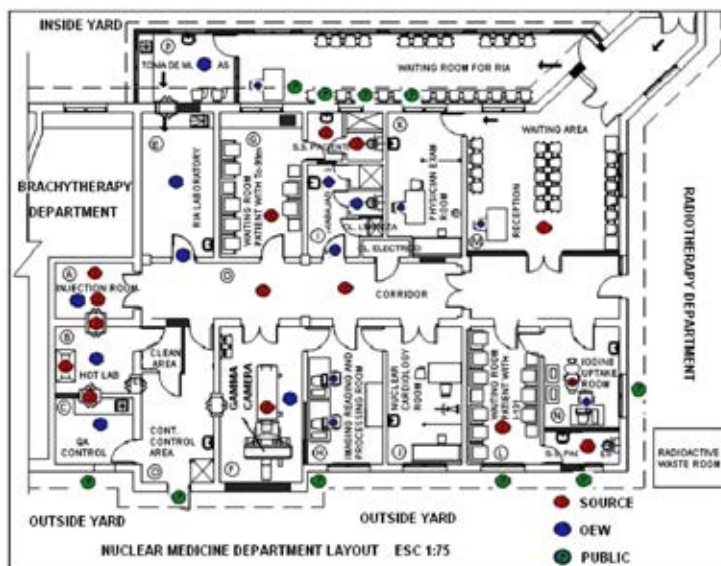 INSIDE YARD
P
TOMA DE M
AS
WAITING ROOM FOR RIA
E
RIA LABORATORY
G
WAITING ROOM
PATIENT WITH Tc-99m
S.S. PACIENT
K
PHYSICIAN EXAM
ROOM
WAITING AREA
M
RECEPTION
BRACHYTHERAPY
DEPARTMENT
RADIOTHERAPY DEPARTMENT
I
CL. LIMPIEZA
CL. ELECTRICO
A
INJECTION ROOM
D
CORRIDOR
B
HOT LAB
CLEAN
AREA
C
QA
CONTROL
CONT.
CONTROL
AREA
O
GAMMA
CAMERA
F
IMAGING READING AND
PROCESSING ROOM
H
NUCLEAR
CARDIOLOGY
ROOM
J
WAITING ROOM
PATIENT WITH
L
IODINE
UPTAKE
ROOM
N
RADIOACTIVE
WASTE ROOM
OUTSIDE YARD
OUTSIDE YARD
SOURCE
OEW
PUBLIC
NUCLEAR MEDICINE DEPARTMENT LAYOUT ESC 1:75